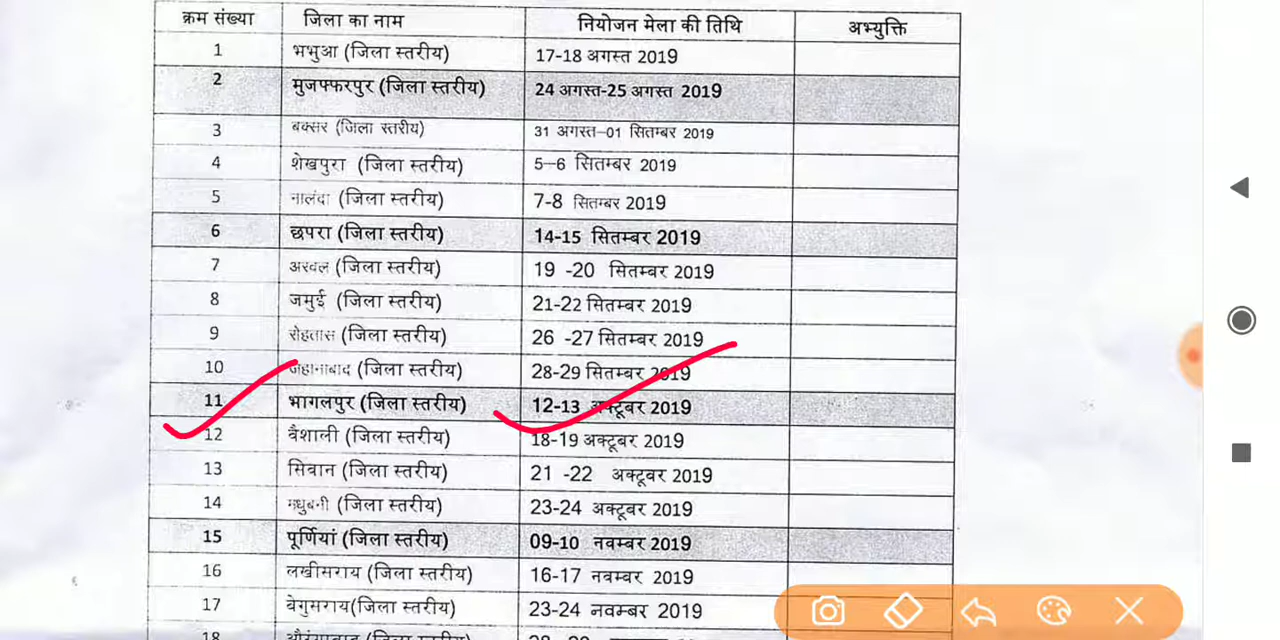 क्रम संख्या जिला का नाम नियोजन मेला की तिथि अभ्युक्ति
1 भभुआ (जिला स्तरीय) 17-18 अगस्त 2019
2 मुजफ्फरपुर (जिला स्तरीय) 24 अगस्त-25 अगस्त 2019
3 बक्सर (जिला स्तरीय) 31 अगस्त–01 सितम्बर 2019
4 शेखपुरा (जिला स्तरीय) 5–6 सितम्बर 2019
5 नालंदा (जिला स्तरीय) 7-8 सितम्बर 2019
6 छपरा (जिला स्तरीय) 14-15 सितम्बर 2019
7 अरवल (जिला स्तरीय) 19 -20 सितम्बर 2019
8 जमुई (जिला स्तरीय) 21-22 सितम्बर 2019
9 रोहतास (जिला स्तरीय) 26 -27 सितम्बर 2019
10 जहानाबाद (जिला स्तरीय) 28-29 सितम्बर 2019
11 भागलपुर (जिला स्तरीय) 12-13 अक्टूबर 2019
12 वैशाली (जिला स्तरीय) 18-19 अक्टूबर 2019
13 सिवान (जिला स्तरीय) 21 -22 अक्टूबर 2019
14 मधुबनी (जिला स्तरीय) 23-24 अक्टूबर 2019
15 पूर्णियां (जिला स्तरीय) 09-10 नवम्बर 2019
16 लखीसराय (जिला स्तरीय) 16-17 नवम्बर 2019
17 बेगुसराय(जिला स्तरीय) 23-24 नवम्बर 2019
18 (जिला स्तरीय)